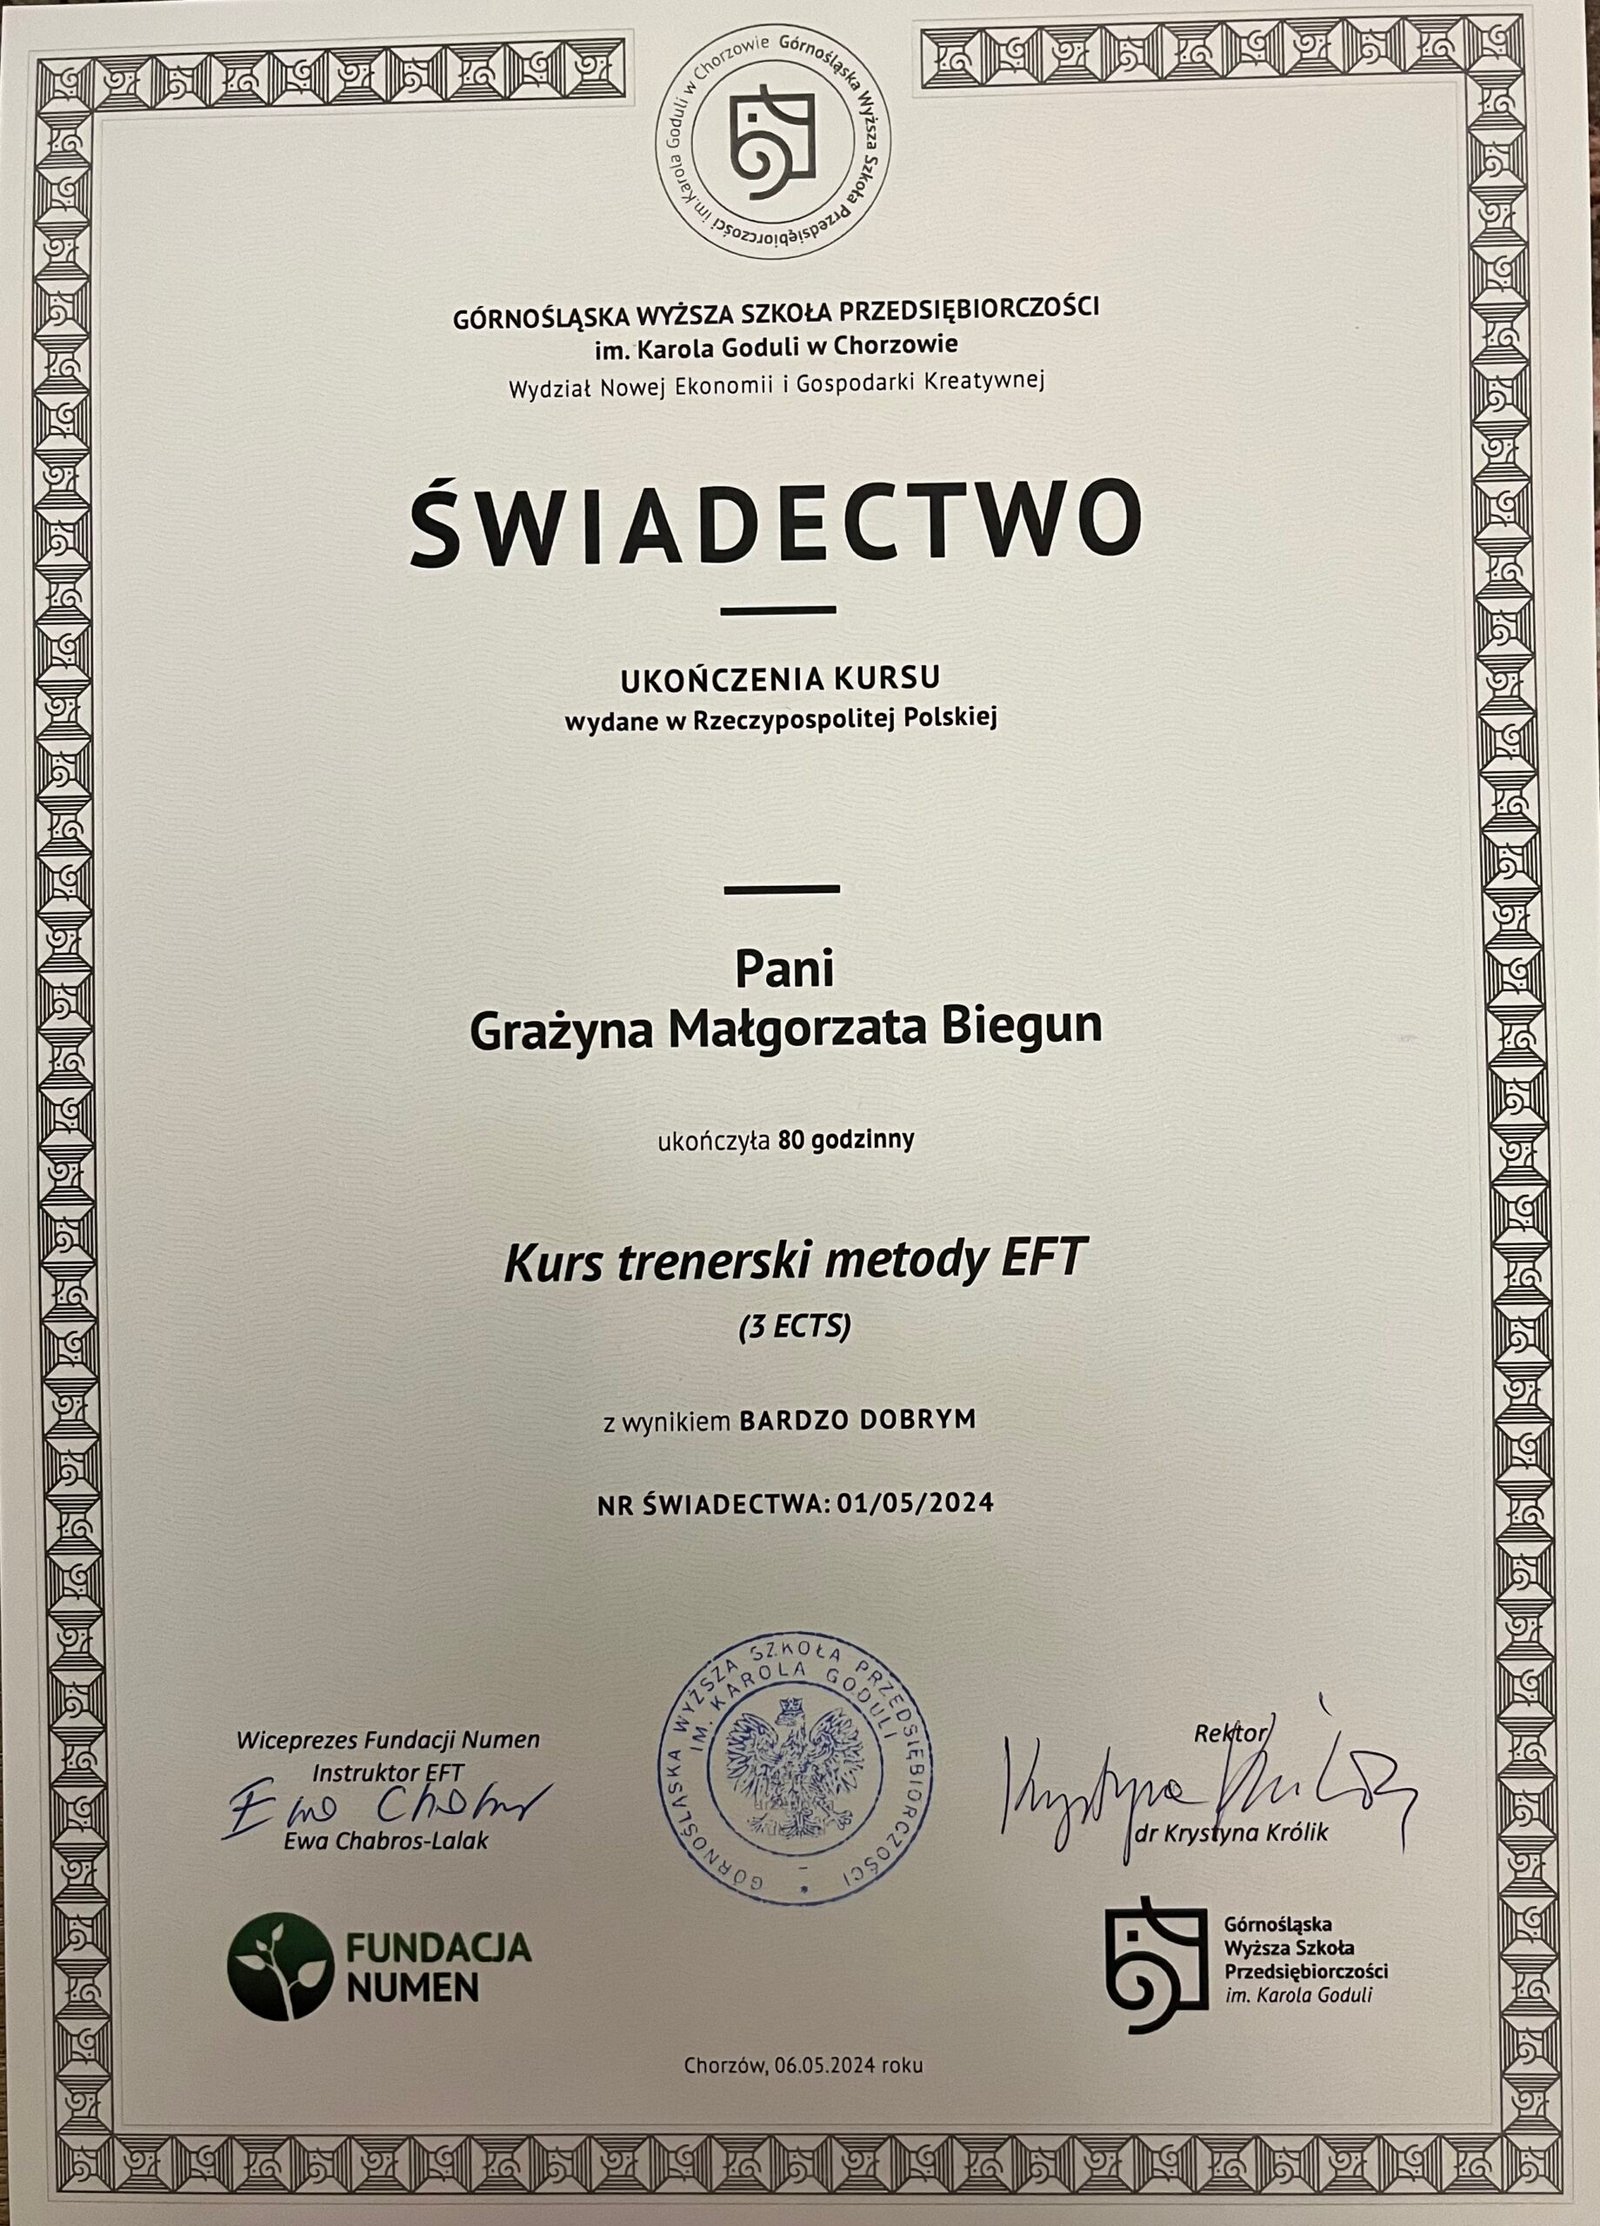 Górnośląska Wyższa Szkoła Przedsiębiorczości im. Karola Goduli w Chorzowie
GÓRNOŚLĄSKA WYŻSZA SZKOŁA PRZEDSIĘBIORCZOŚCI
im. Karola Goduli w Chorzowie
Wydział Nowej Ekonomii i Gospodarki Kreatywnej
ŚWIADECTWO
UKOŃCZENIA KURSU
wydane w Rzeczypospolitej Polskiej
Pani
Grażyna Małgorzata Biegun
ukończyła 80 godzinny
Kurs trenerski metody EFT
(3 ECTS)
z wynikiem BARDZO DOBRYM
NR ŚWIADECTWA: 01/05/2024
Wiceprezes Fundacji Numen
Instruktor EFT
Ewa Chabros
Ewa Chabros-Lalak
GÓRNOŚLĄSKA WYŻSZA SZKOŁA PRZEDSIĘBIORCZOŚCI
IM. KAROLA GODULI
Rektor
Krystyna Królik
dr Krystyna Królik
FUNDACJA
NUMEN
Górnośląska
Wyższa Szkoła
Przedsiębiorczości
im. Karola Goduli
Chorzów, 06.05.2024 roku